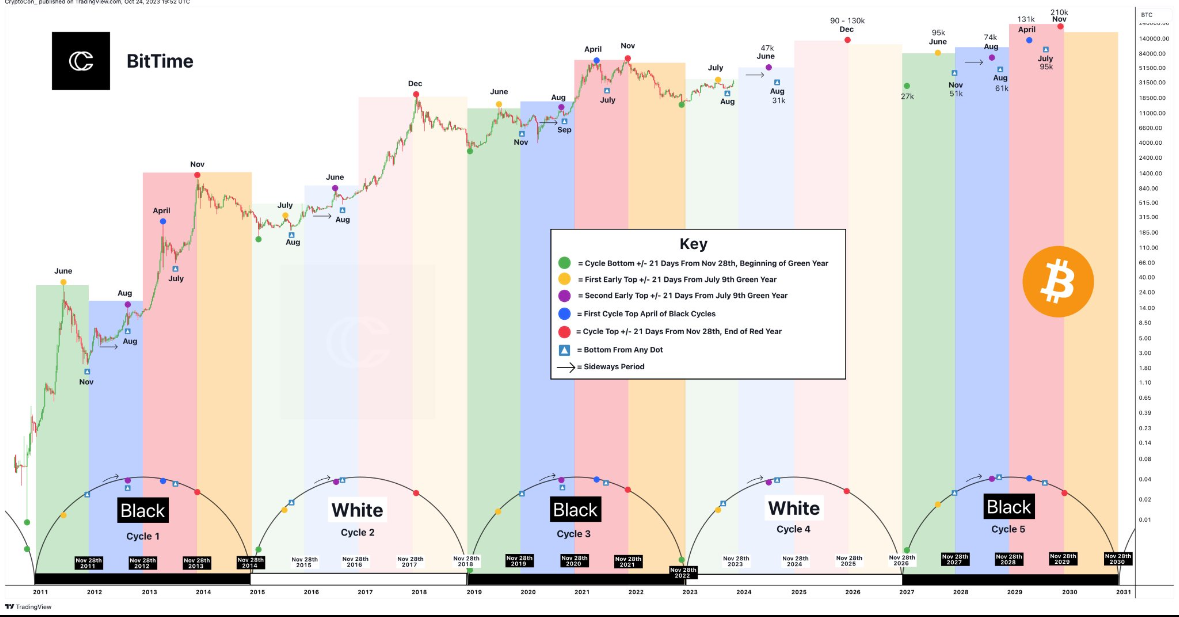 CryptoCon_ published on TradingView.com, Oct 24, 2023 19:52 UTC
BitTime
BTC
140000.00
84000.00
51500.00
31500.00
18500.00
11000.00
6600.00
4000.00
2400.00
1400.00
840.00
515.00
315.00
185.00
110.00
66.00
40.00
24.00
14.00
8.50
5.00
3.00
1.80
1.10
0.65
0.39
0.23
0.14
0.08
0.04
0.02
0.01
June
Nov
Aug
Aug
April
July
Nov
July
Aug
June
Aug
Dec
June
Nov
Aug
Sep
April
July
Nov
July
Aug
47k
June
Aug
31k
90 - 130k
Dec
27k
95k
June
Nov
51k
74k
Aug
Aug
61k
131k
April
210k
Nov
July
95k
Key
= Cycle Bottom +/- 21 Days From Nov 28th, Beginning of Green Year
= First Early Top +/- 21 Days From July 9th Green Year
= Second Early Top +/- 21 Days From July 9th Green Year
= First Cycle Top April of Black Cycles
= Cycle Top +/- 21 Days From Nov 28th, End of Red Year
= Bottom From Any Dot
= Sideways Period
Black
Cycle 1
White
Cycle 2
Black
Cycle 3
White
Cycle 4
Black
Cycle 5
Nov 28th
2011
Nov 28th
2012
Nov 28th
2013
Nov 28th
2014
Nov 28th
2015
Nov 28th
2016
Nov 28th
2017
Nov 28th
2018
Nov 28th
2019
Nov 28th
2020
Nov 28th
2021
Nov 28th
2022
Nov 28th
2023
Nov 28th
2024
Nov 28th
2025
Nov 28th
2026
Nov 28th
2027
Nov 28th
2028
Nov 28th
2029
Nov 28th
2030
2011 2012 2013 2014 2015 2016 2017 2018 2019 2020 2021 2022 2023 2024 2025 2026 2027 2028 2029 2030 2031
TradingView